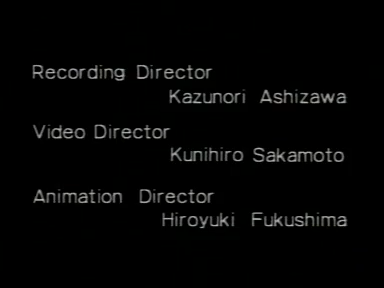 Recording Director
Kazunori Ashizawa
Video Director
Kunihiro Sakamoto
Animation Director
Hiroyuki Fukushima